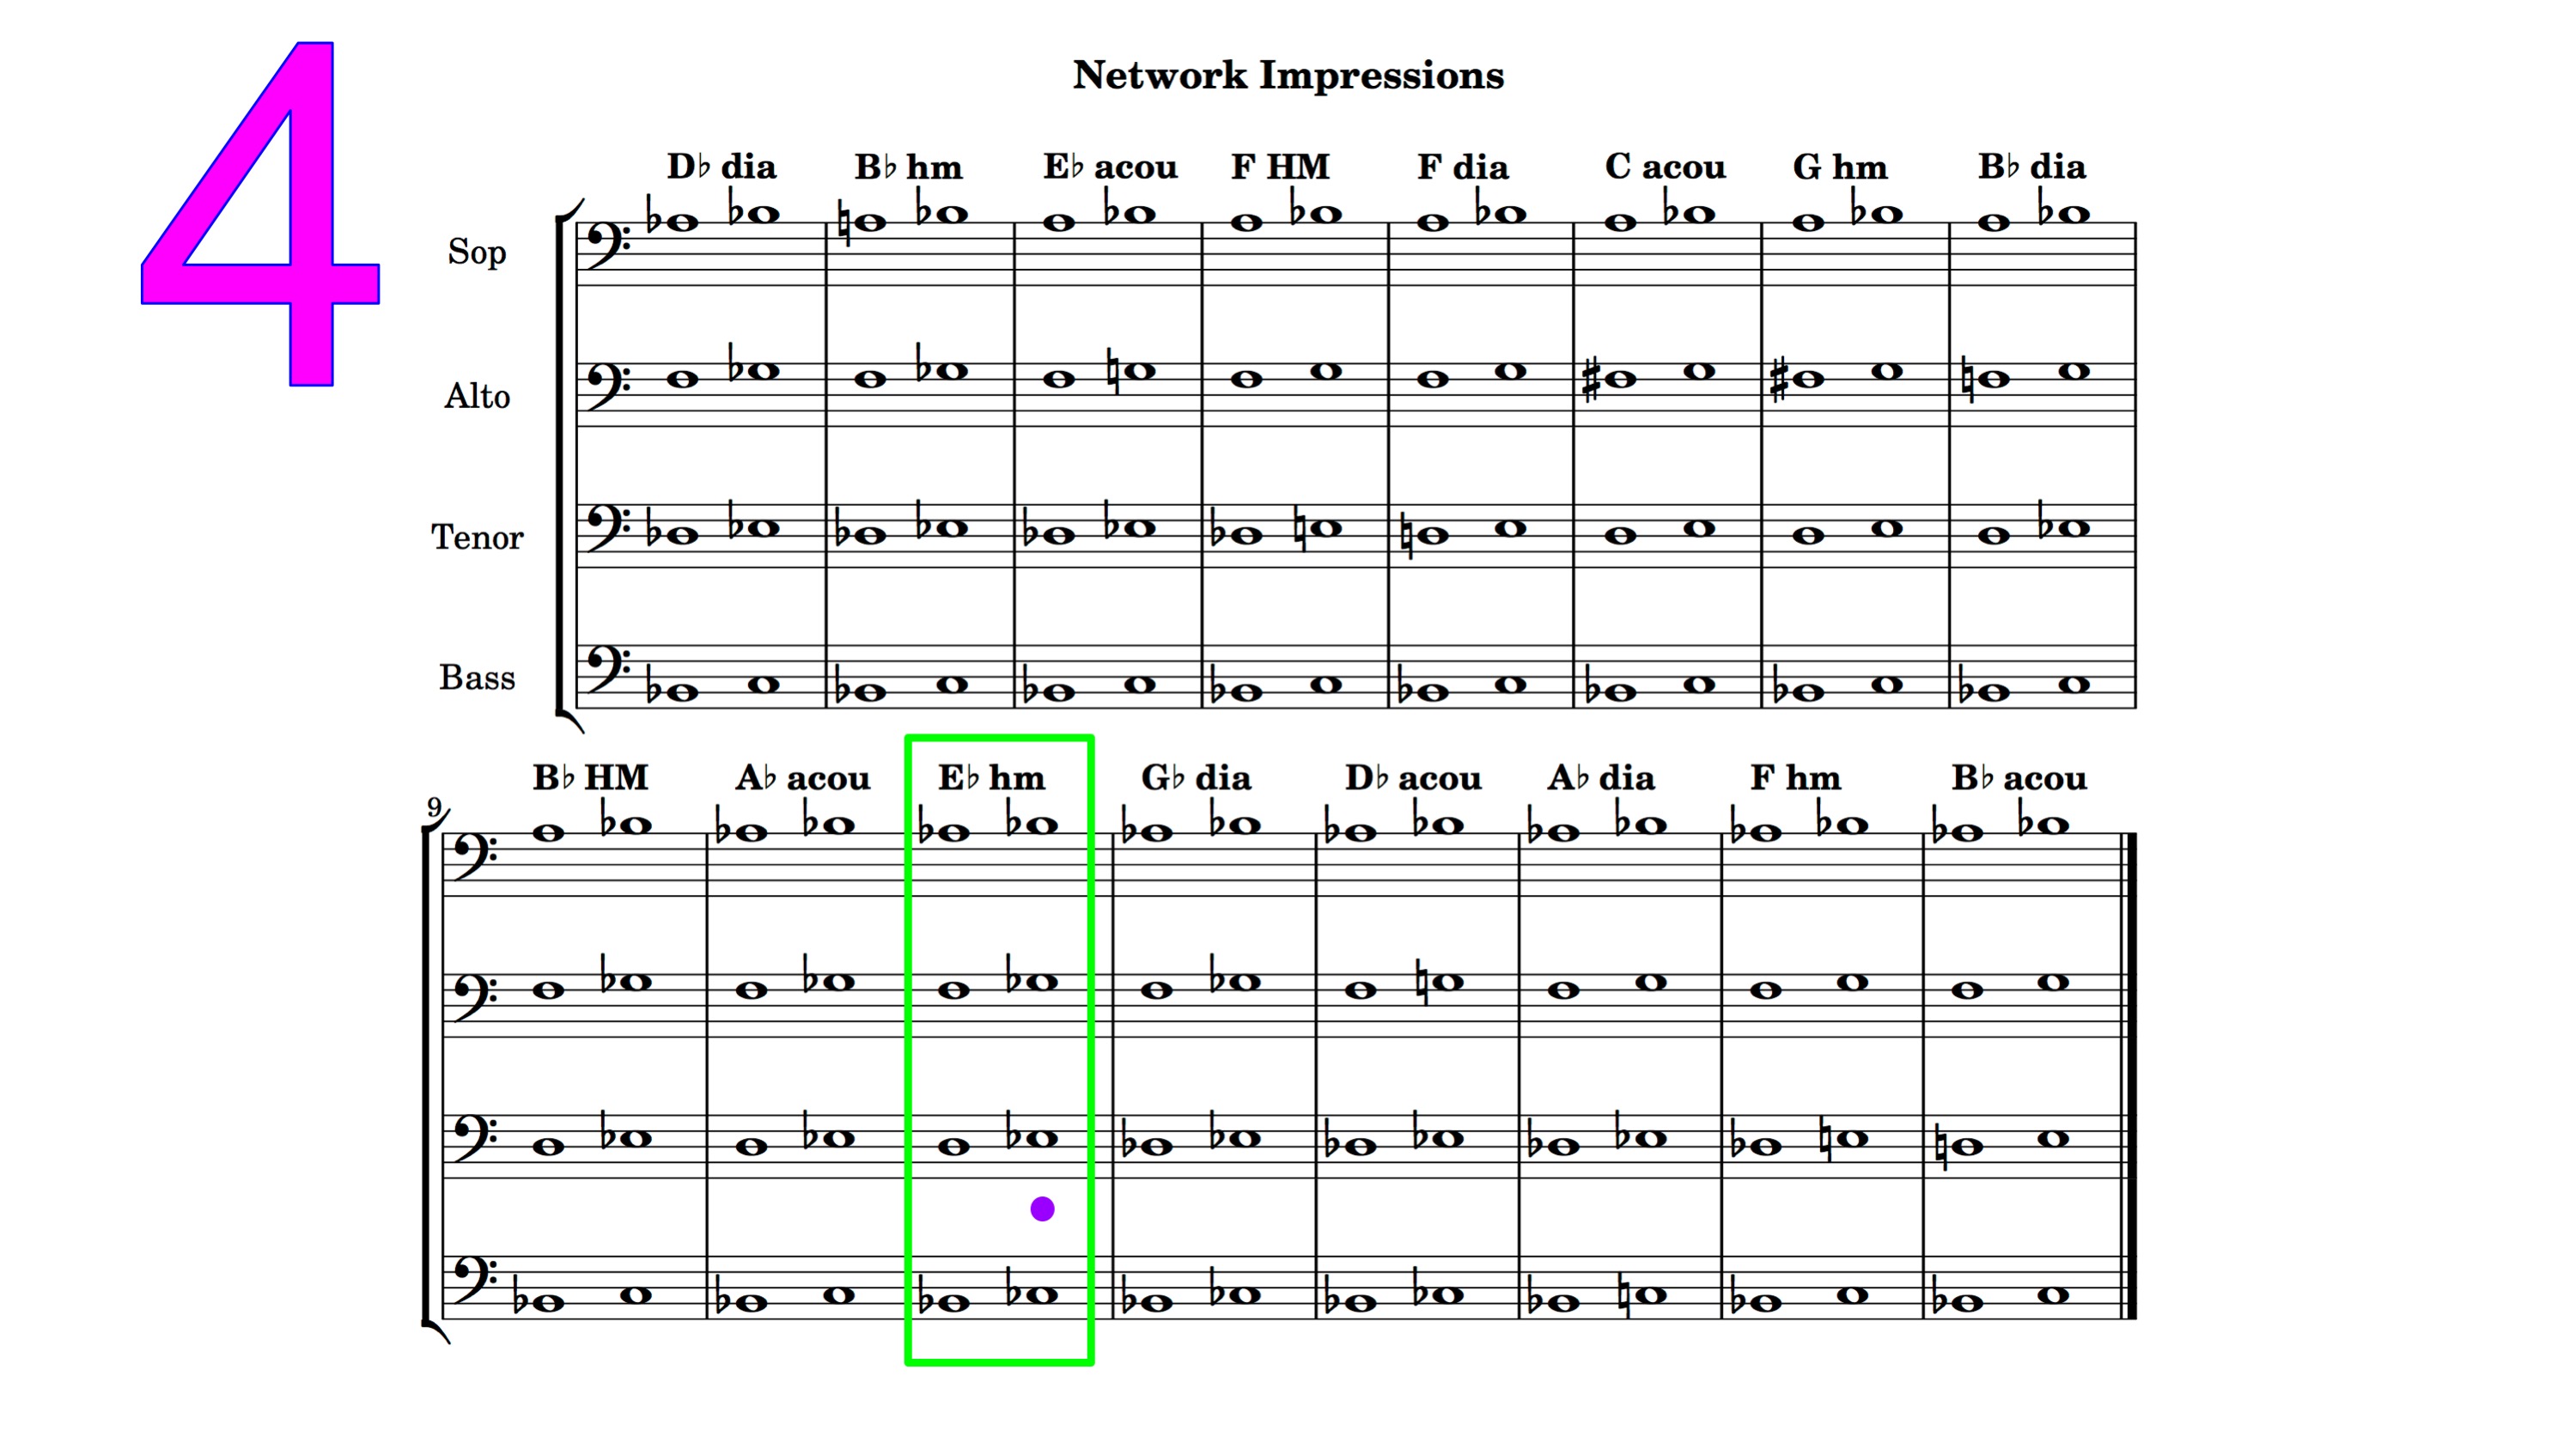 4
Network Impressions
D♭ dia B♭ hm E♭ acou F HM F dia C acou G hm B♭ dia
Sop
Alto
Tenor
Bass
B♭ HM A♭ acou E♭ hm G♭ dia D♭ acou A♭ dia F hm B♭ acou
9